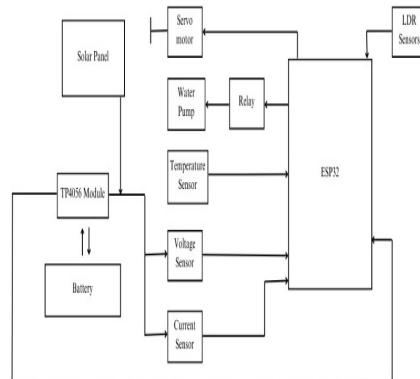 Servo
motor
LDR
Sensors
Solar Panel
Water
Pump
Relay
Temperature
Sensor
ESP32
TP4056 Module
Voltage
Sensor
Battery
Current
Sensor